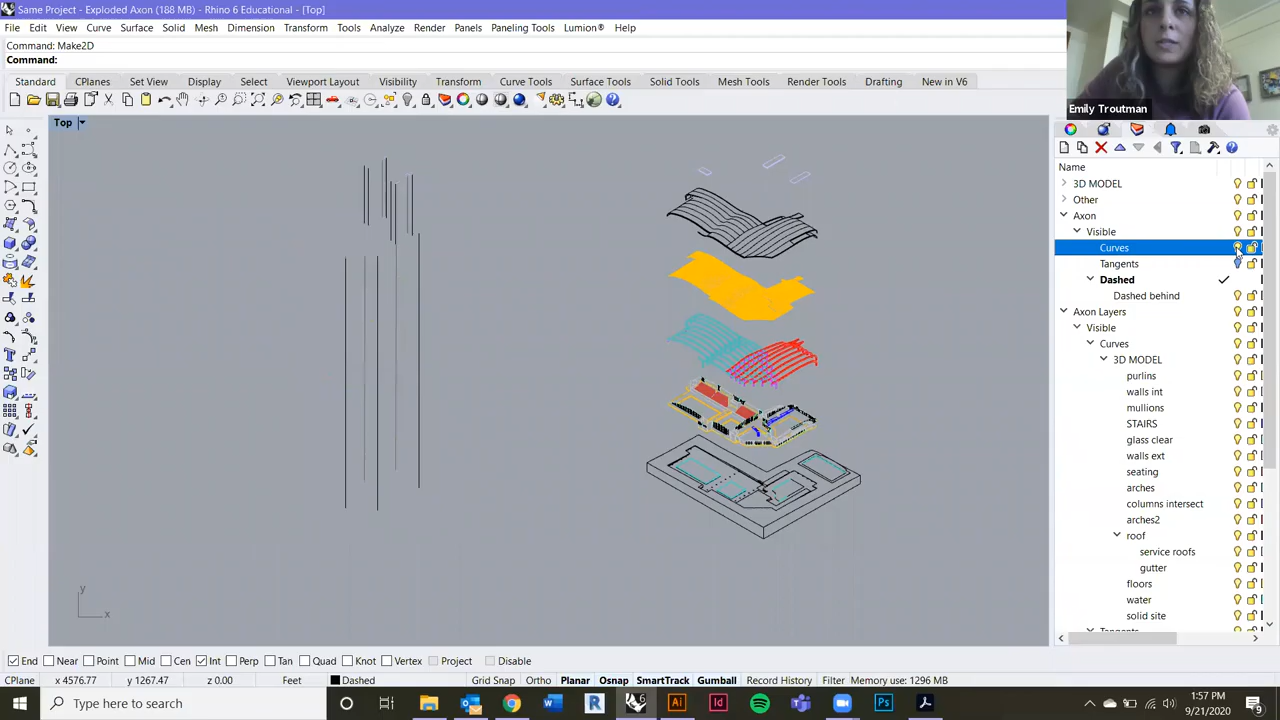 Same Project - Exploded Axon (188 MB) - Rhino 6 Educational - [Top]
File Edit View Curve Surface Solid Mesh Dimension Transform Tools Analyze Render Panels Paneling Tools Lumion® Help
Command: Make2D
Command:
Standard CPlanes Set View Display Select Viewport Layout Visibility Transform Curve Tools Surface Tools Solid Tools Mesh Tools Render Tools Drafting New in V6
Emily Troutman
Top
Name
3D MODEL
Other
Axon
Visible
Curves
Tangents
Dashed
Dashed behind
Axon Layers
Visible
Curves
3D MODEL
purlins
walls int
mullions
STAIRS
glass clear
walls ext
seating
arches
columns intersect
arches2
roof
service roofs
gutter
floors
water
solid site
y
x
End Near Point Mid Cen Int Perp Tan Quad Knot Vertex Project Disable
CPlane x 4576.77 y 1267.47 z 0.00 Feet Dashed Grid Snap Ortho Planar Osnap SmartTrack Gumball Record History Filter Memory use: 1296 MB
Type here to search
1:57 PM
9/21/2020